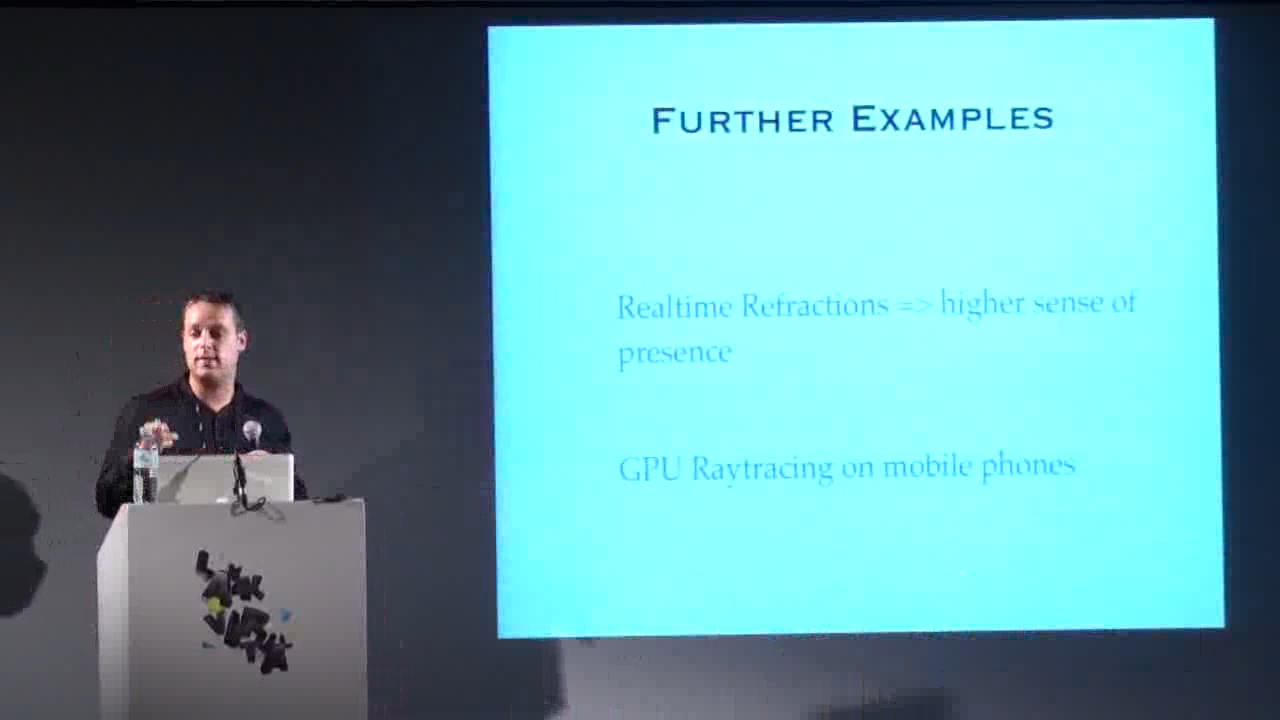 FURTHER EXAMPLES
Realtime Refractions => higher sense of
presence
GPU Raytracing on mobile phones